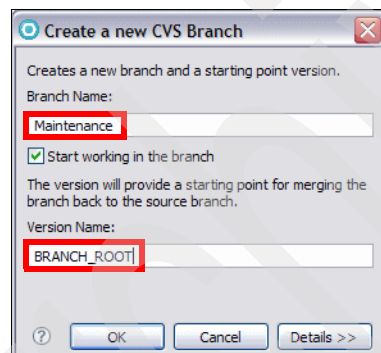 Create a new CVS Branch
Creates a new branch and a starting point version.
Branch Name:
Maintenance
Start working in the branch
The version will provide a starting point for merging the
branch back to the source branch.
Version Name:
BRANCH_ROOT
? OK Cancel Details >>